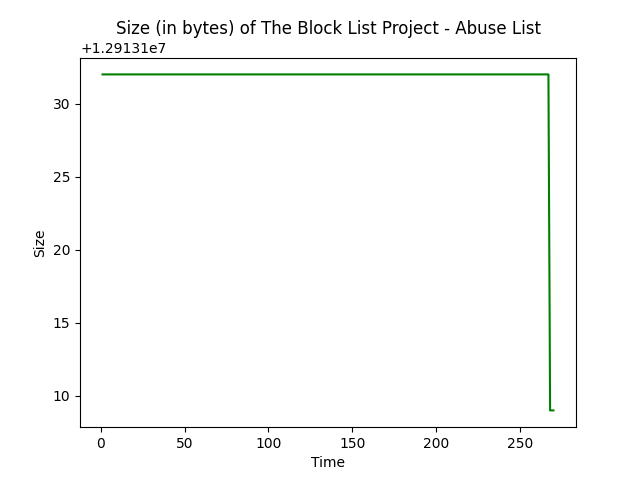 Size (in bytes) of The Block List Project - Abuse List
+1.29131e7
30
25
20
15
10
Size
0 50 100 150 200 250
Time